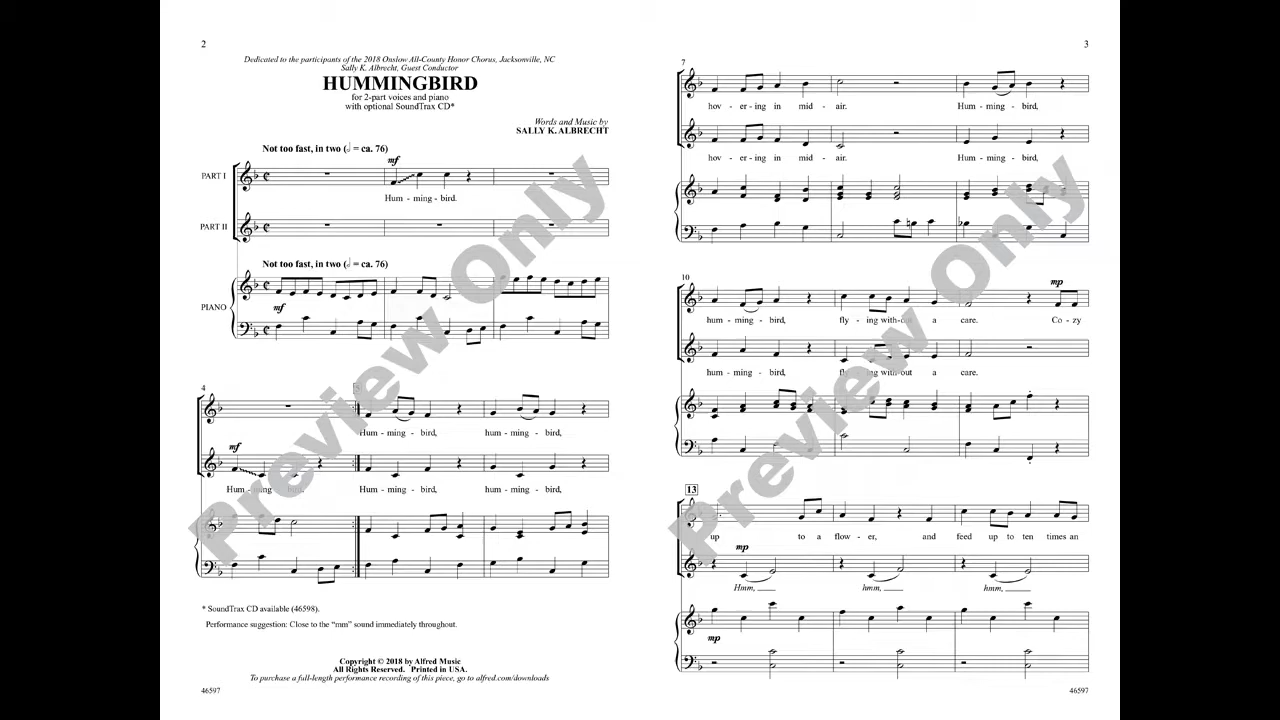 2
Dedicated to the participants of the 2018 Onslow All-County Honor Chorus, Jacksonville, NC
Sally K. Albrecht, Guest Conductor
HUMMINGBIRD
for 2-part voices and piano
with optional SoundTrax CD*
Words and Music by
SALLY K. ALBRECHT
Not too fast, in two (𝅗𝅥 = ca. 76)
mf
PART I
Hum - ming - bird.
PART II
Not too fast, in two (𝅗𝅥 = ca. 76)
PIANO
mf
4
Hum - ming - bird, hum - ming - bird,
mf
Hum - ming - bird. Hum - ming - bird, hum - ming - bird,
* SoundTrax CD available (46598).
Performance suggestion: Close to the “mm” sound immediately throughout.
Copyright © 2018 by Alfred Music
All Rights Reserved. Printed in USA.
To purchase a full-length performance recording of this piece, go to alfred.com/downloads
46597
Preview Only
3
7
hov - er - ing in mid - air. Hum - ming - bird,
hov - er - ing in mid - air. Hum - ming - bird,
10
mp
hum - ming - bird, fly - ing with-out a care. Co - zy
hum - ming - bird, fly - ing with-out a care.
13
up to a flow - er, and feed up to ten times an
mp
Hmm, hmm, hmm,
mp
46597
Preview Only